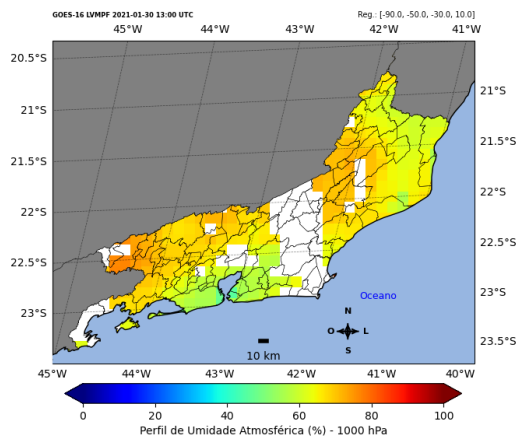 GOES-16 LVMPF 2021-01-30 13:00 UTC
Reg.: [-90.0, -50.0, -30.0, 10.0]
45°W 44°W 43°W 42°W 41°W
20.5°S
21°S
21.5°S
22°S
22.5°S
23°S
21°S
21.5°S
22°S
22.5°S
23°S
23.5°S
Oceano
N
O L
S
10 km
45°W 44°W 43°W 42°W 41°W 40°W
0 20 40 60 80 100
Perfil de Umidade Atmosférica (%) - 1000 hPa